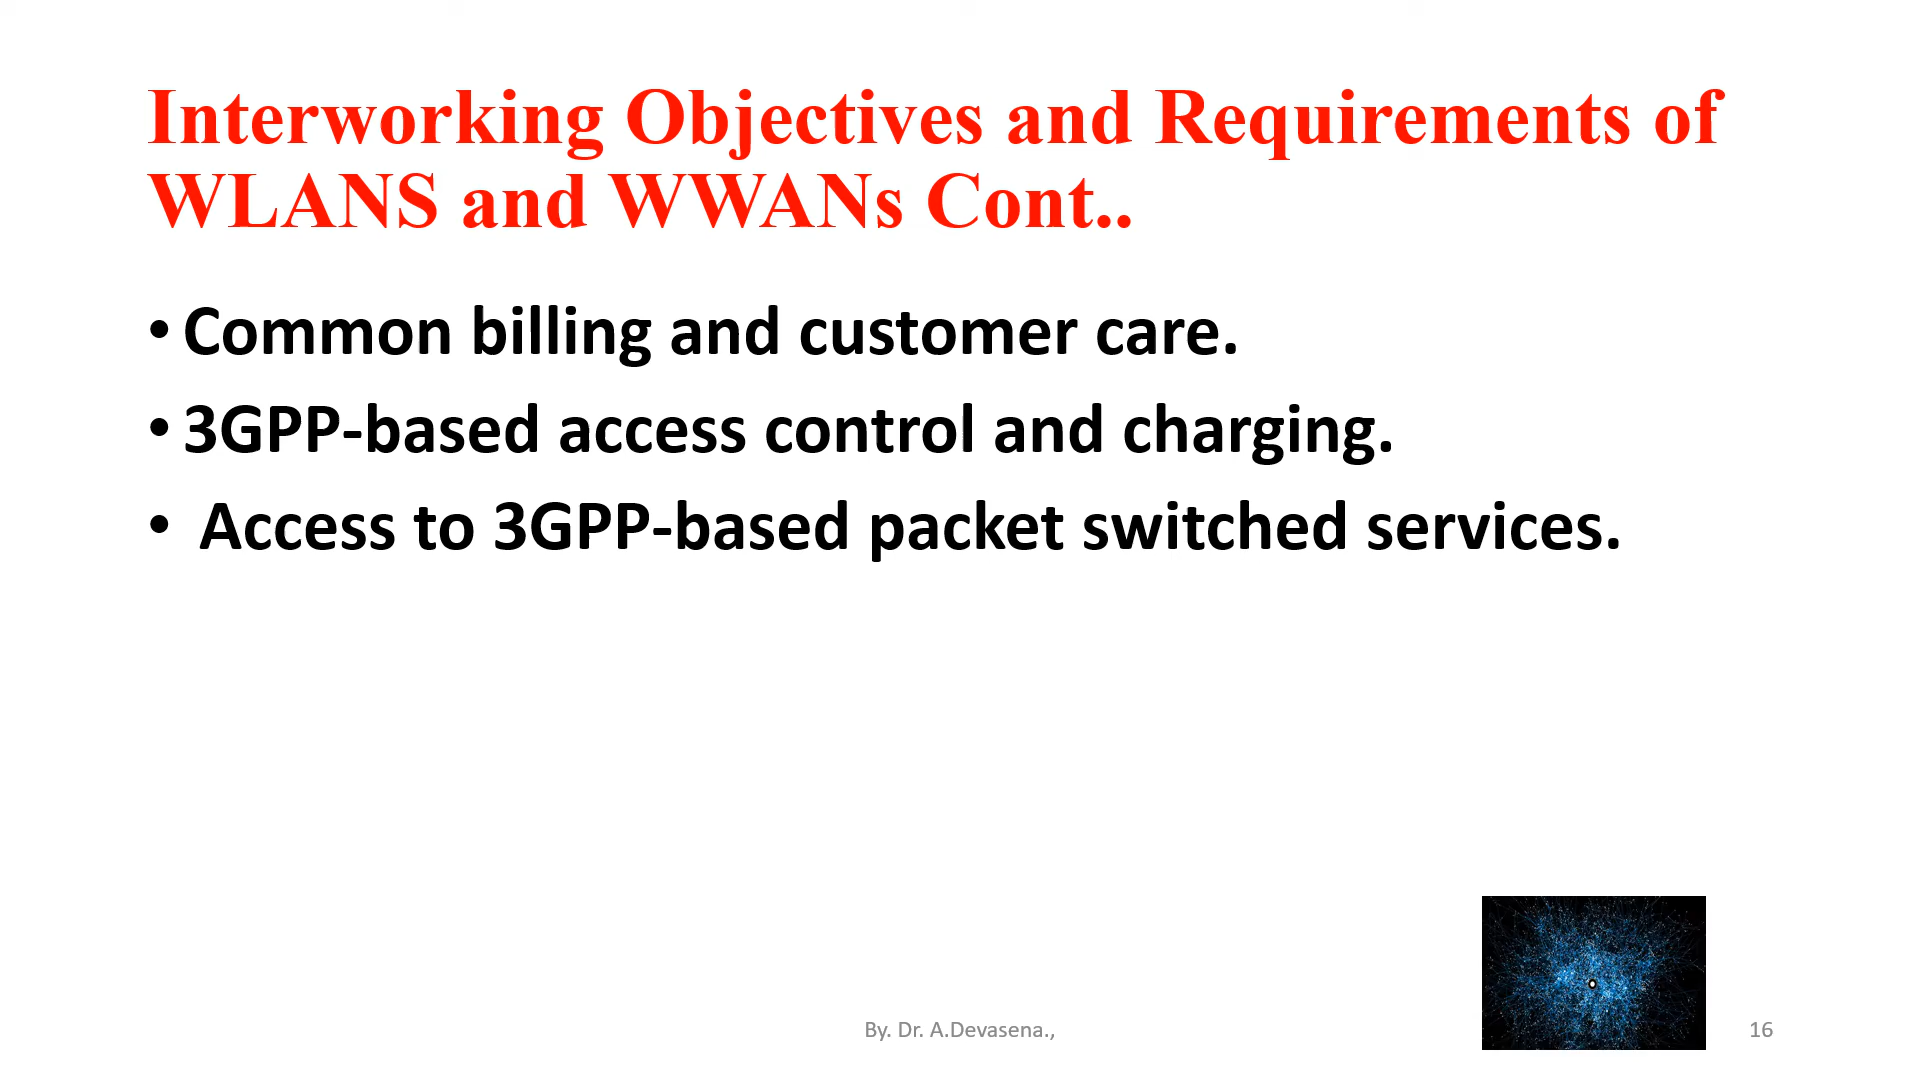 Interworking Objectives and Requirements of
WLANS and WWANs Cont..
• Common billing and customer care.
• 3GPP-based access control and charging.
• Access to 3GPP-based packet switched services.
By. Dr. A.Devasena.,
16